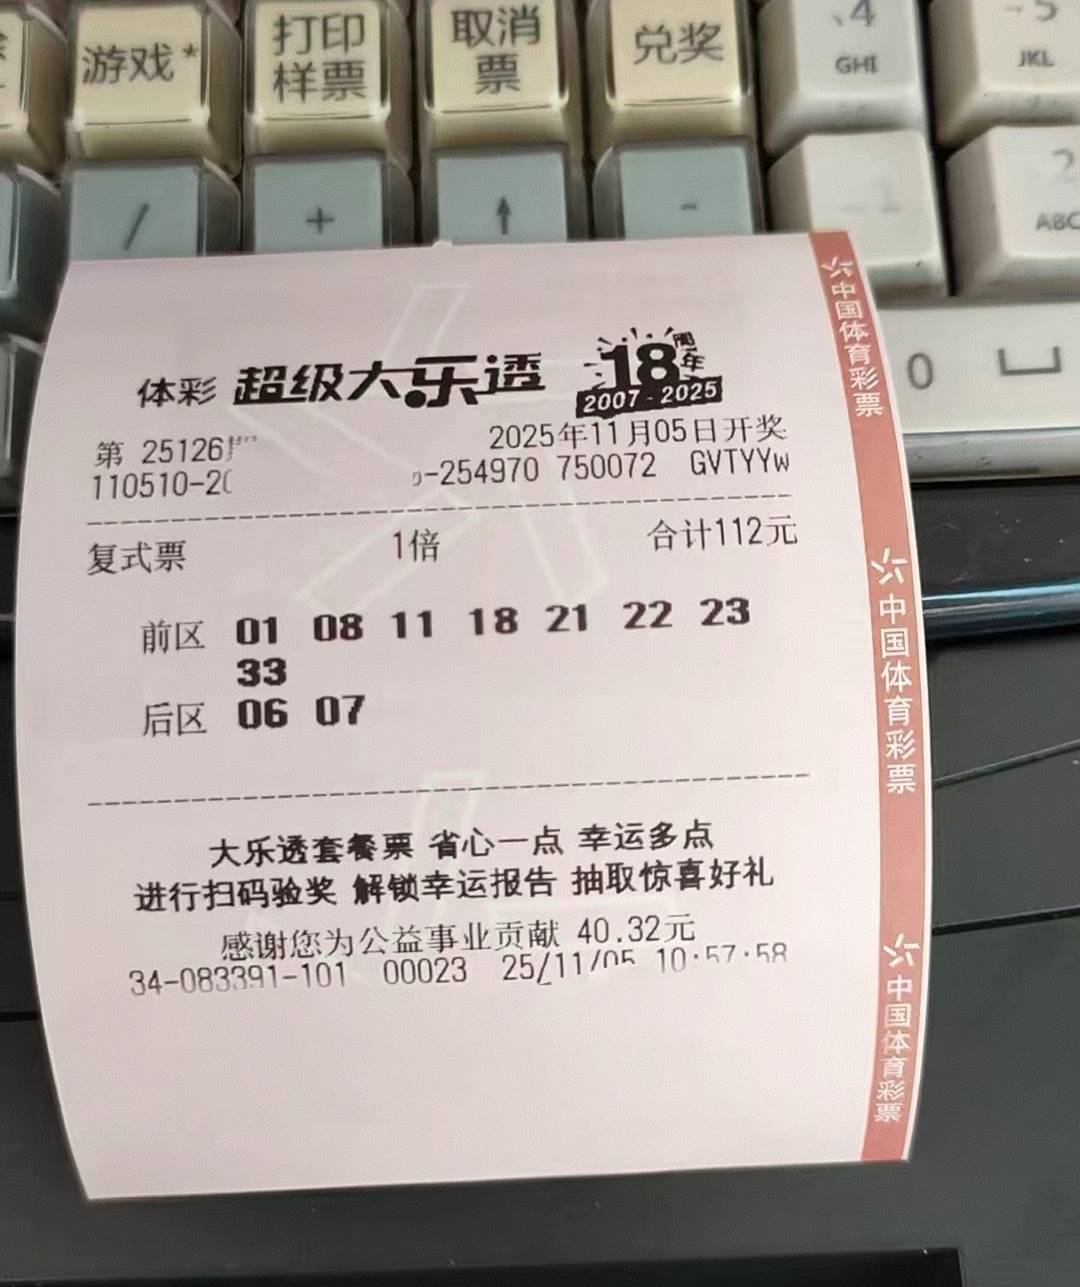 游戏*
打印
样票
取消
票
兑奖
4
GHI
5
JKL
/
+
↑
-
1
2
ABC
0
体彩 超级大乐透 18周年
2007-2025
第 25126
2025年11月05日开奖
110510-20
-254970 750072 GVTYYw
复式票 1倍 合计112元
前区 01 08 11 18 21 22 23
33
后区 06 07
大乐透套餐票 省心一点 幸运多点
进行扫码验奖 解锁幸运报告 抽取惊喜好礼
感谢您为公益事业贡献 40.32元
34-083391-101 00023 25/11/05 10:57:58
中国体育彩票
中国体育彩票
中国体育彩票